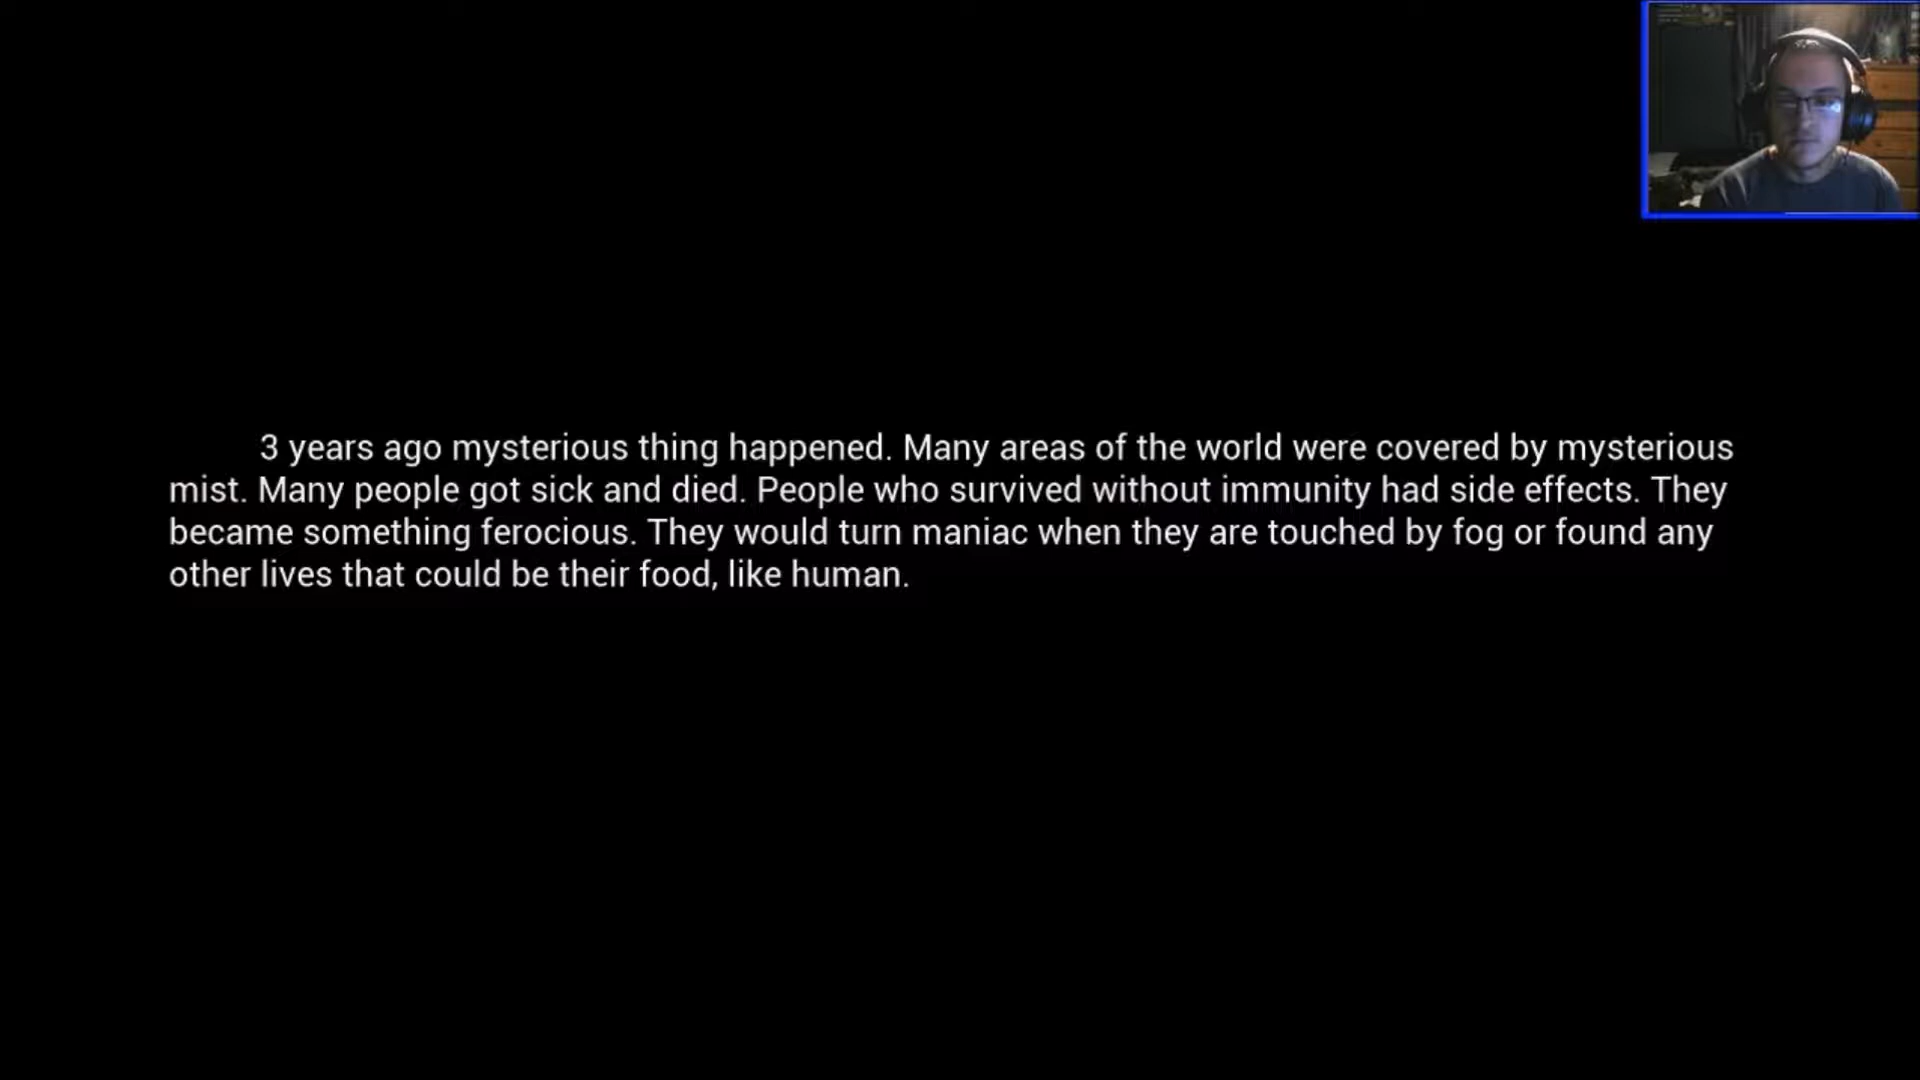 3 years ago mysterious thing happened. Many areas of the world were covered by mysterious
mist. Many people got sick and died. People who survived without immunity had side effects. They
became something ferocious. They would turn maniac when they are touched by fog or found any
other lives that could be their food, like human.